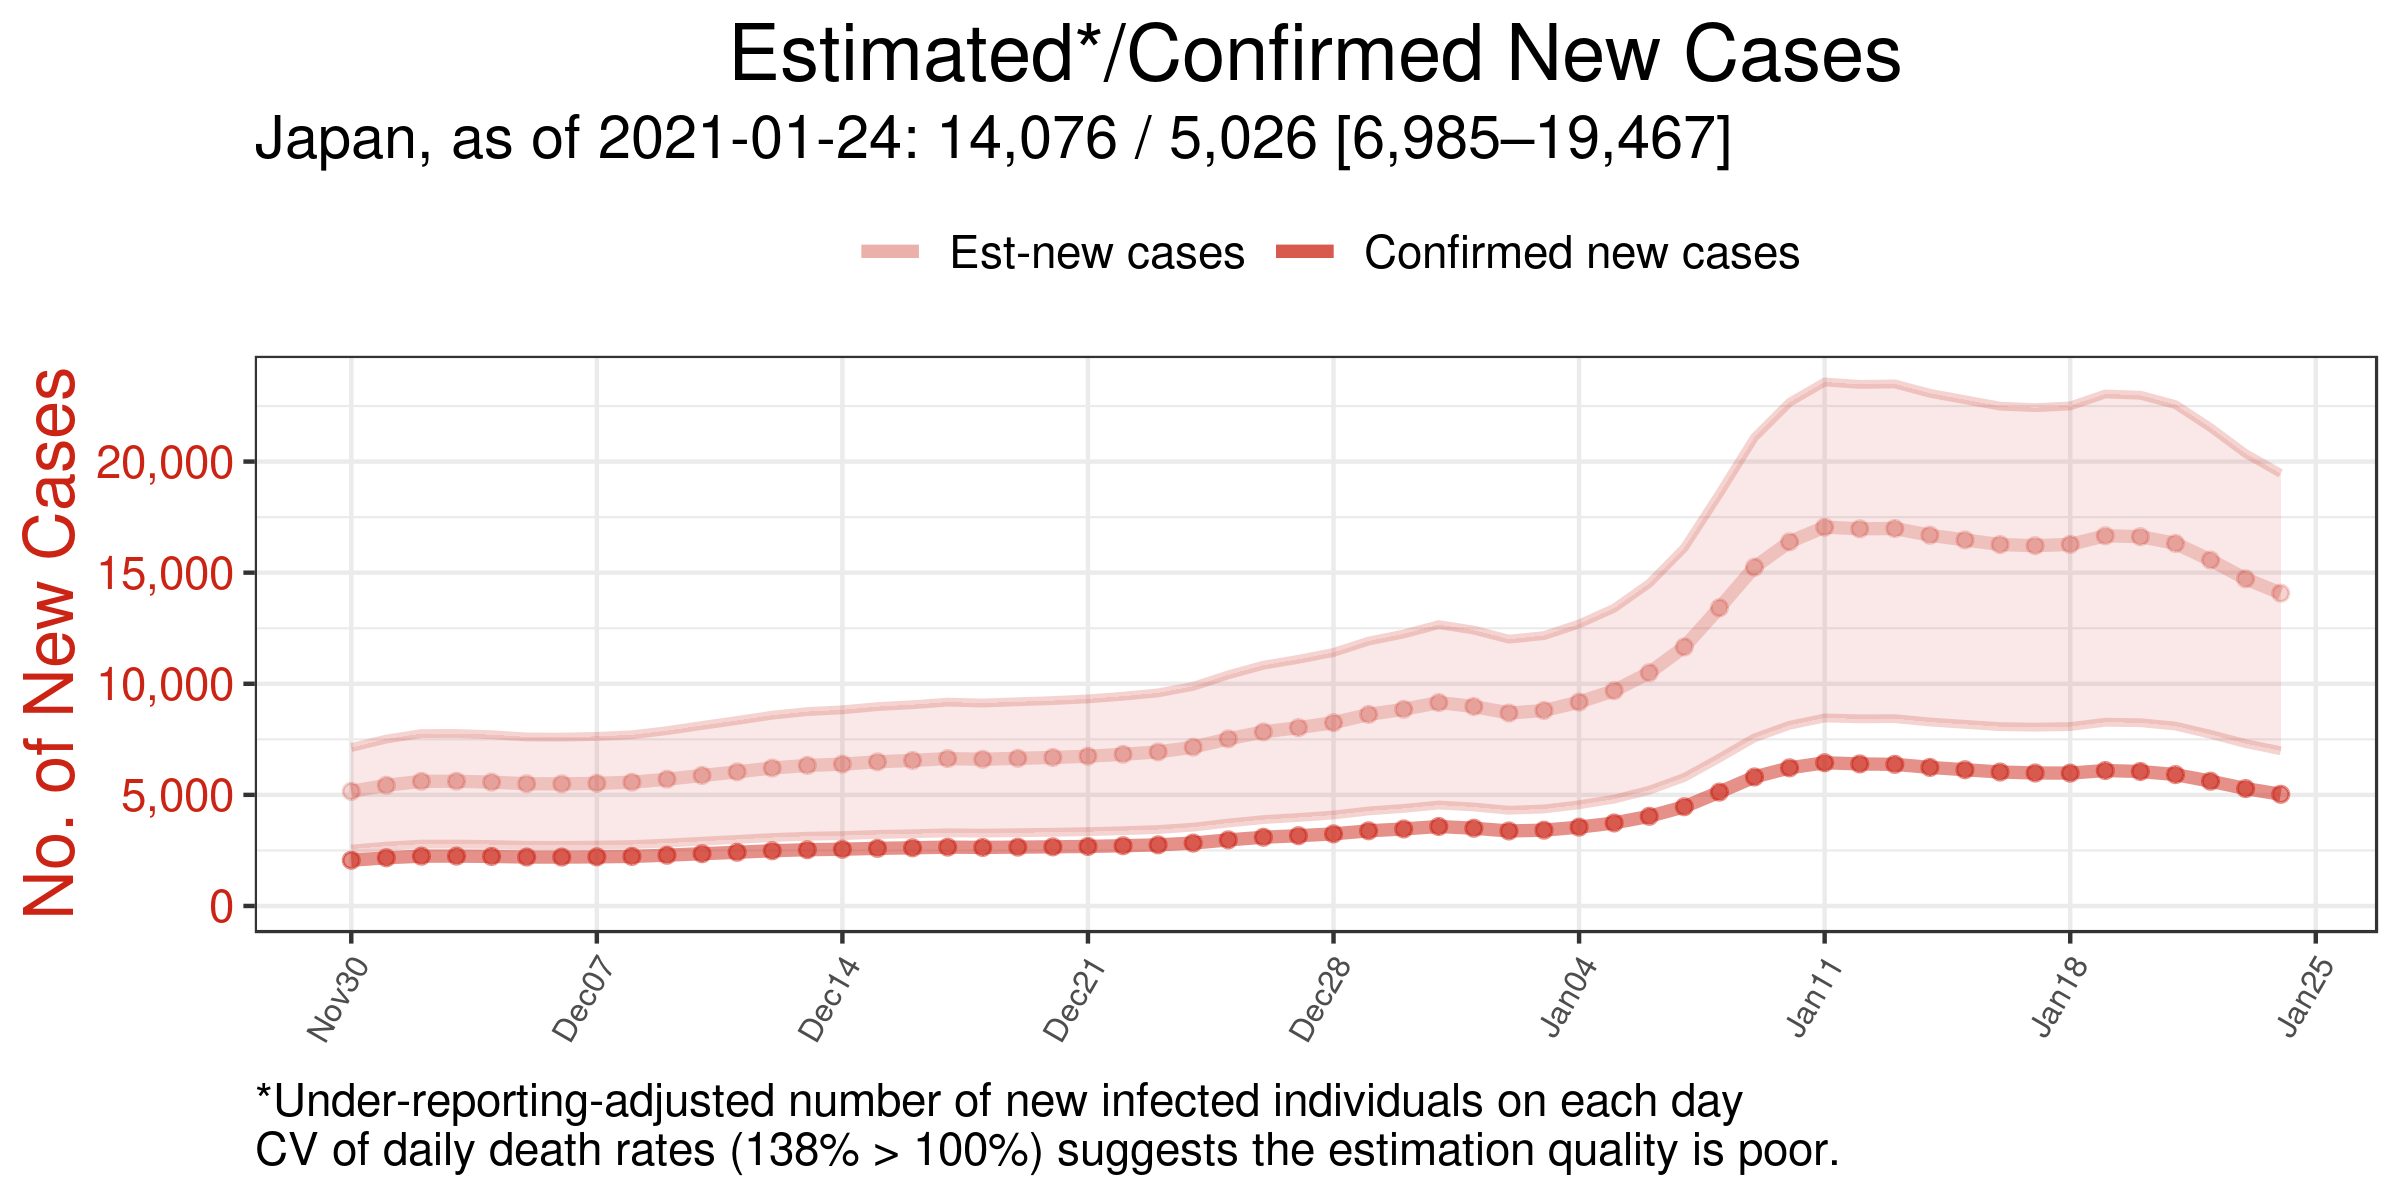 Estimated*/Confirmed New Cases
Japan, as of 2021-01-24: 14,076 / 5,026 [6,985–19,467]
Est-new cases
Confirmed new cases
No. of New Cases
20,000
15,000
10,000
5,000
0
Nov30
Dec07
Dec14
Dec21
Dec28
Jan04
Jan11
Jan18
Jan25
*Under-reporting-adjusted number of new infected individuals on each day
CV of daily death rates (138% > 100%) suggests the estimation quality is poor.